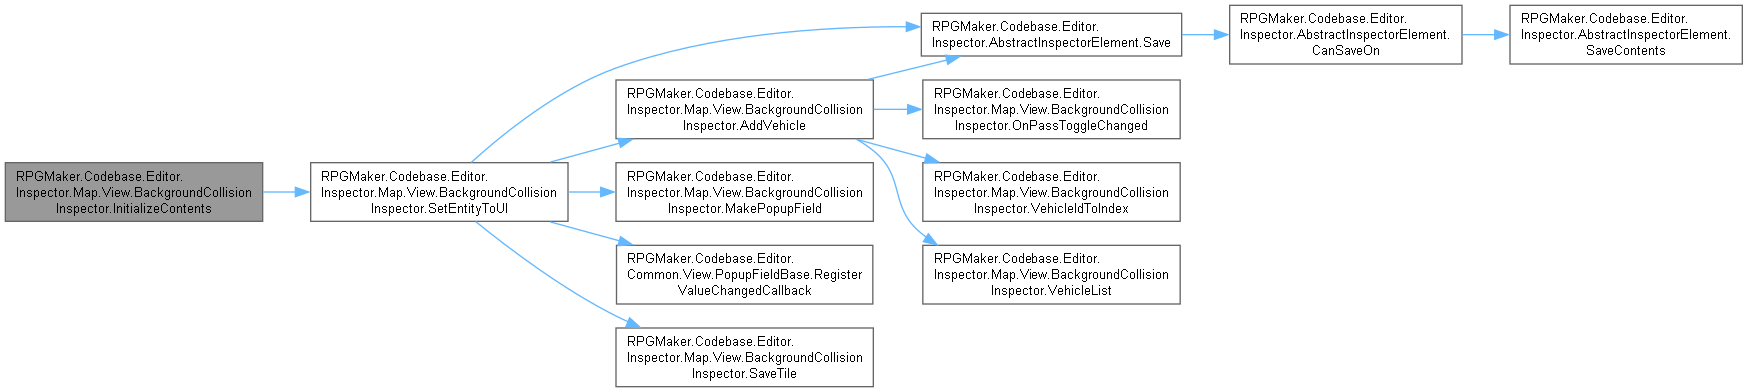 RPGMaker.Codebase.Editor.
Inspector.Map.View.BackgroundCollision
Inspector.InitializeContents
RPGMaker.Codebase.Editor.
Inspector.Map.View.BackgroundCollision
Inspector.SetEntityToUI
RPGMaker.Codebase.Editor.
Inspector.AbstractInspectorElement.Save
RPGMaker.Codebase.Editor.
Inspector.AbstractInspectorElement.
CanSaveOn
RPGMaker.Codebase.Editor.
Inspector.AbstractInspectorElement.
SaveContents
RPGMaker.Codebase.Editor.
Inspector.Map.View.BackgroundCollision
Inspector.AddVehicle
RPGMaker.Codebase.Editor.
Inspector.Map.View.BackgroundCollision
Inspector.OnPassToggleChanged
RPGMaker.Codebase.Editor.
Inspector.Map.View.BackgroundCollision
Inspector.VehicleIdToIndex
RPGMaker.Codebase.Editor.
Inspector.Map.View.BackgroundCollision
Inspector.VehicleList
RPGMaker.Codebase.Editor.
Inspector.Map.View.BackgroundCollision
Inspector.MakePopupField
RPGMaker.Codebase.Editor.
Common.View.PopupFieldBase.Register
ValueChangedCallback
RPGMaker.Codebase.Editor.
Inspector.Map.View.BackgroundCollision
Inspector.SaveTile